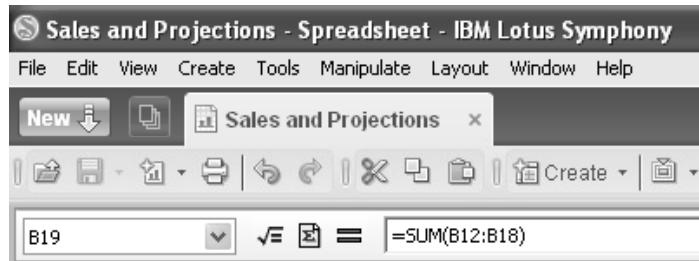 Sales and Projections - Spreadsheet - IBM Lotus Symphony
File Edit View Create Tools Manipulate Layout Window Help
New Sales and Projections ×
Create
B19 √= Σ = =SUM(B12:B18)